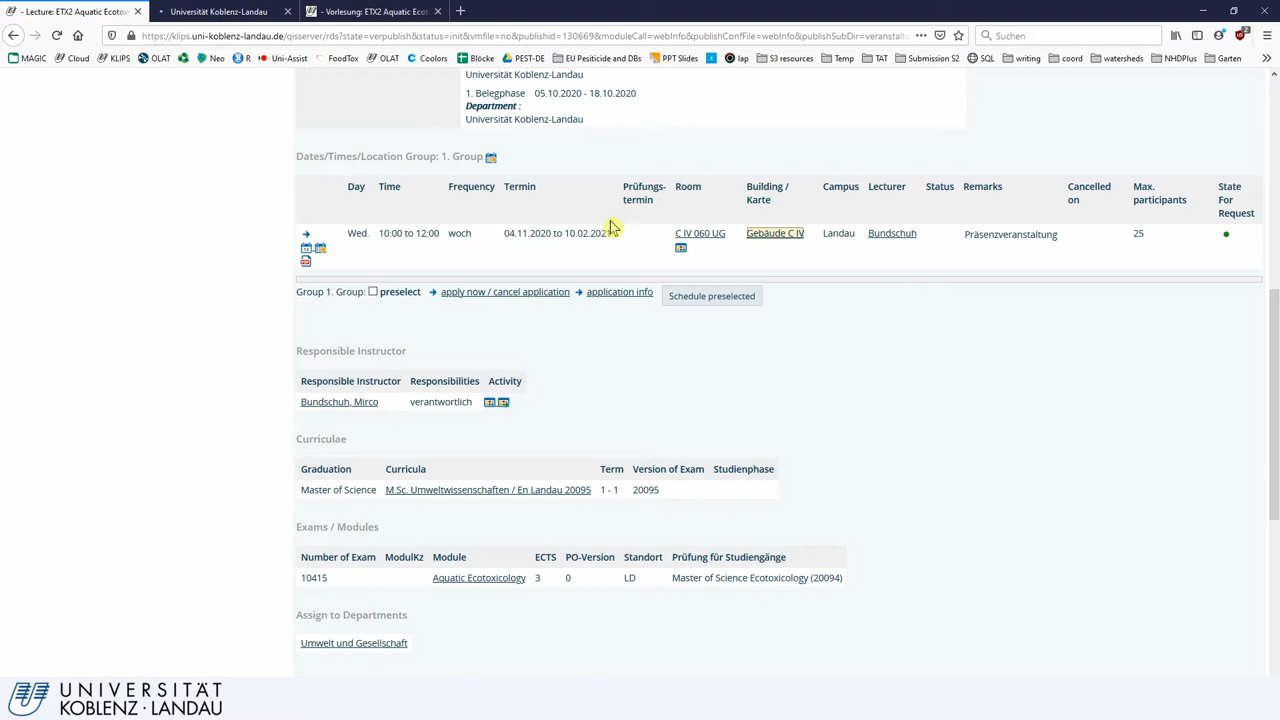 - Lecture: ETX2 Aquatic Ecotox
Universität Koblenz-Landau
- Vorlesung: ETX2 Aquatic Ecot
https://klips.uni-koblenz-landau.de/qisserver/rds?state=verpublish&status=init&vmfile=no&publishid=130669&moduleCall=webInfo&publishConfFile=webInfo&publishSubDir=veranstalt
Suchen
MAGIC Cloud KLIPS OLAT Neo R Uni-Assist FoodTox OLAT Coolors Blöcke PEST-DE EU Pesticide and DBs PPT Slides lap S3 resources Temp TAT Submission S2 SQL writing coord watersheds NHDPlus Garten
Universität Koblenz-Landau
1. Belegphase 05.10.2020 - 18.10.2020
Department :
Universität Koblenz-Landau
Dates/Times/Location Group: 1. Group
Day Time Frequency Termin Prüfungs-termin Room Building / Karte Campus Lecturer Status Remarks Cancelled on Max. participants State For Request
Wed. 10:00 to 12:00 woch 04.11.2020 to 10.02.2021 C IV 060 UG Gebäude C IV Landau Bundschuh Präsenzveranstaltung 25
Group 1. Group: preselect apply now / cancel application application info Schedule preselected
Responsible Instructor
Responsible Instructor Responsibilities Activity
Bundschuh, Mirco verantwortlich
Curriculae
Graduation Curricula Term Version of Exam Studienphase
Master of Science M.Sc. Umweltwissenschaften / En Landau 20095 1 - 1 20095
Exams / Modules
Number of Exam ModulKz Module ECTS PO-Version Standort Prüfung für Studiengänge
10415 Aquatic Ecotoxicology 3 0 LD Master of Science Ecotoxicology (20094)
Assign to Departments
Umwelt und Gesellschaft
UNIVERSITÄT
KOBLENZ · LANDAU